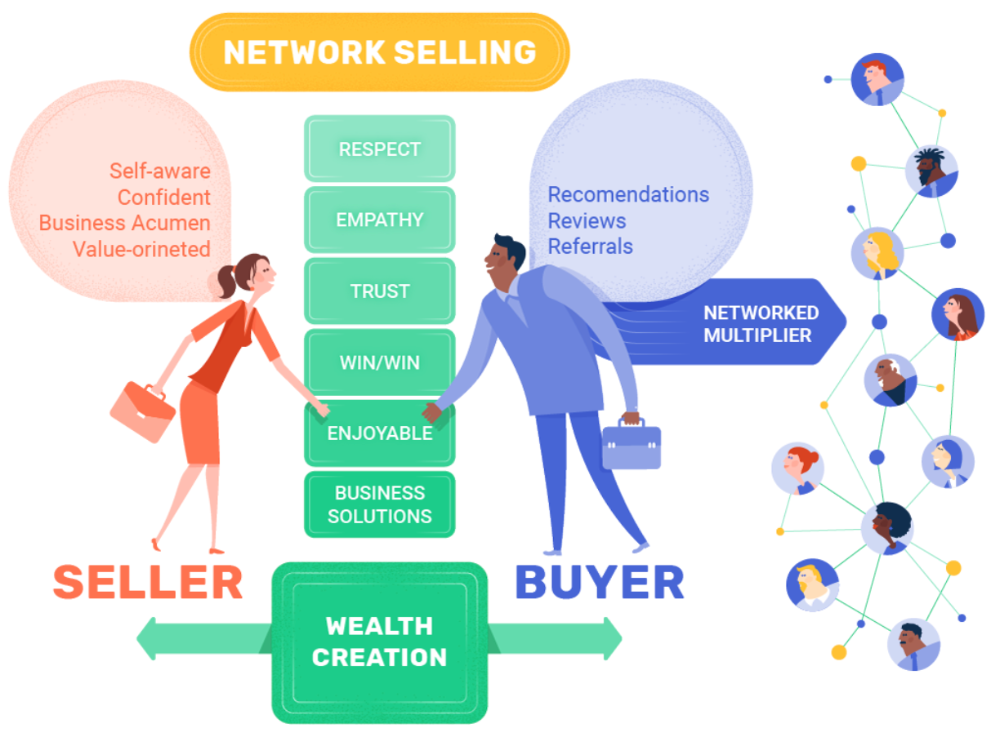 NETWORK SELLING
Self-aware
Confident
Business Acumen
Value-orineted
RESPECT
EMPATHY
TRUST
WIN/WIN
ENJOYABLE
BUSINESS
SOLUTIONS
Recomendations
Reviews
Referrals
NETWORKED
MULTIPLIER
SELLER
BUYER
WEALTH
CREATION